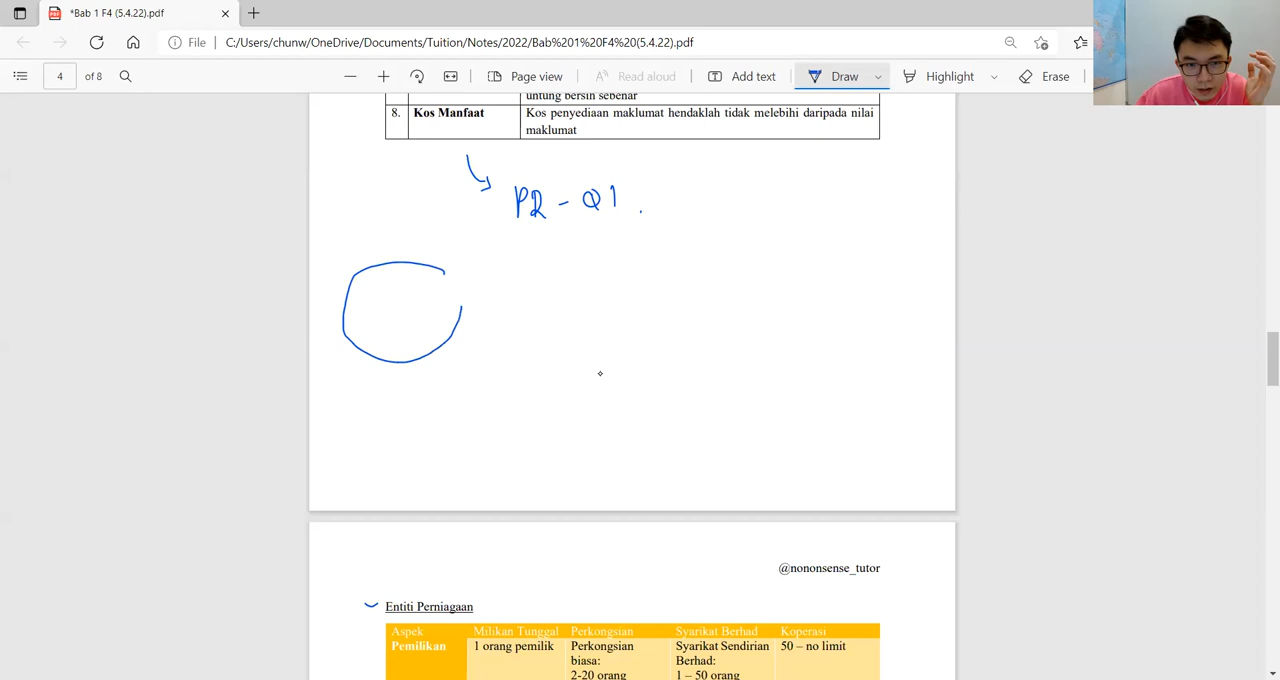 *Bab 1 F4 (5.4.22).pdf
File C:/Users/chunw/OneDrive/Documents/Tuition/Notes/2022/Bab%201%20F4%20(5.4.22).pdf
4 of 8 Page view Read aloud Add text Draw Highlight Erase
untung bersih sebenar
8. Kos Manfaat Kos penyediaan maklumat hendaklah tidak melebihi daripada nilai
maklumat
P2 - Q1.
@nononsense_tutor
Entiti Perniagaan
Aspek Milikan Tunggal Perkongsian Syarikat Berhad Koperasi
Pemilikan 1 orang pemilik Perkongsian Syarikat Sendirian 50 – no limit
biasa: Berhad:
2-20 orang 1 – 50 orang